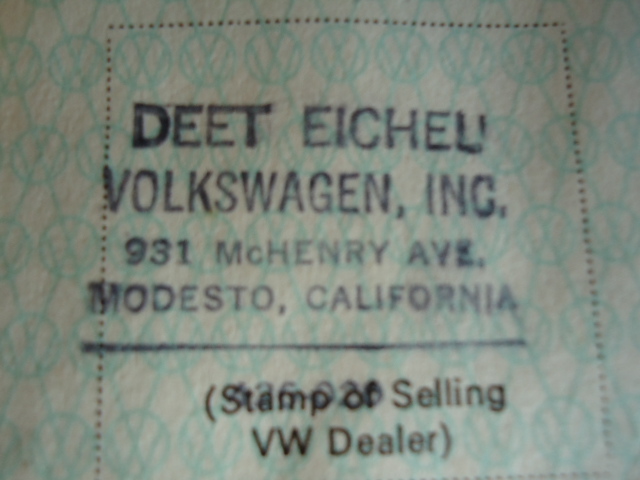 DEET EICHEL
VOLKSWAGEN, INC.
931 McHENRY AVE.
MODESTO, CALIFORNIA
(Stamp of Selling
VW Dealer)